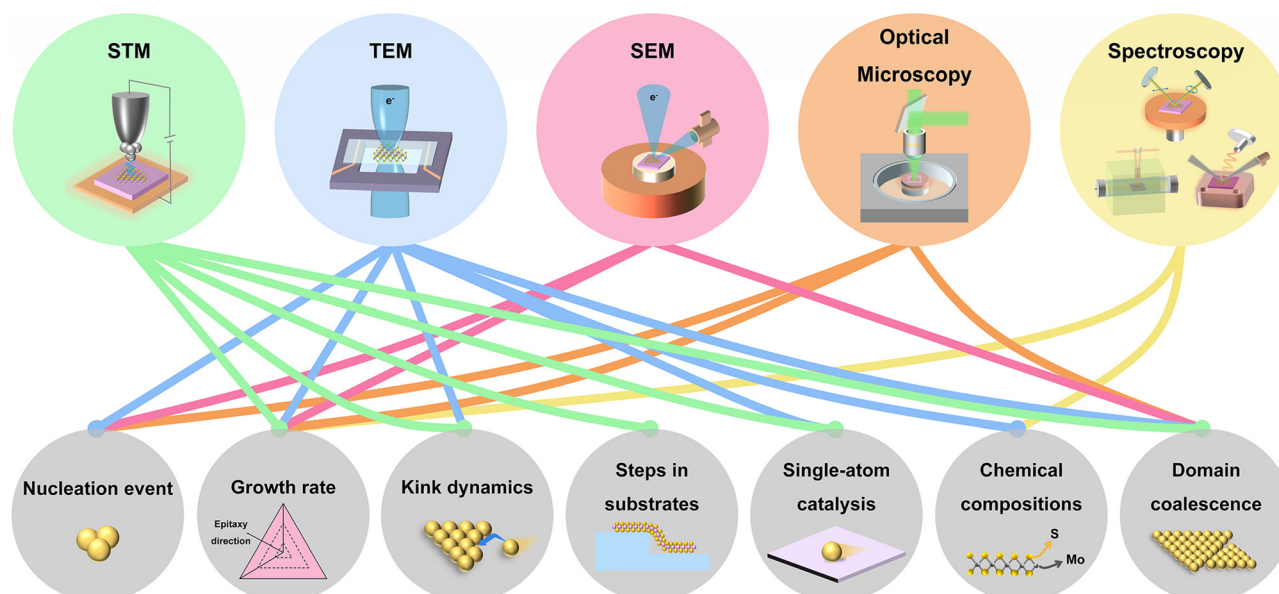 STM
TEM
SEM
Optical
Microscopy
Spectroscopy
e-
e-
Nucleation event
Growth rate
Epitaxy
direction
Kink dynamics
Steps in
substrates
Single-atom
catalysis
Chemical
compositions
S
Mo
Domain
coalescence